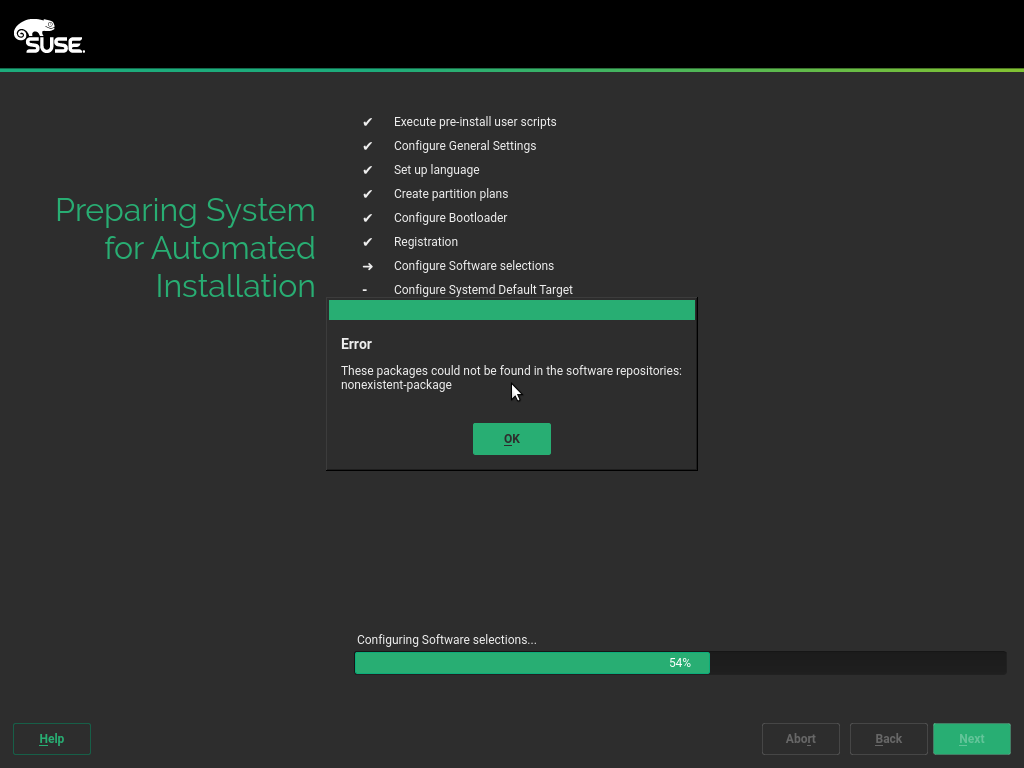 SUSE.
✔ Execute pre-install user scripts
✔ Configure General Settings
✔ Set up language
✔ Create partition plans
✔ Configure Bootloader
✔ Registration
➜ Configure Software selections
- Configure Systemd Default Target
Preparing System
for Automated
Installation
Error
These packages could not be found in the software repositories:
nonexistent-package
OK
Configuring Software selections...
54%
Help
Abort
Back
Next